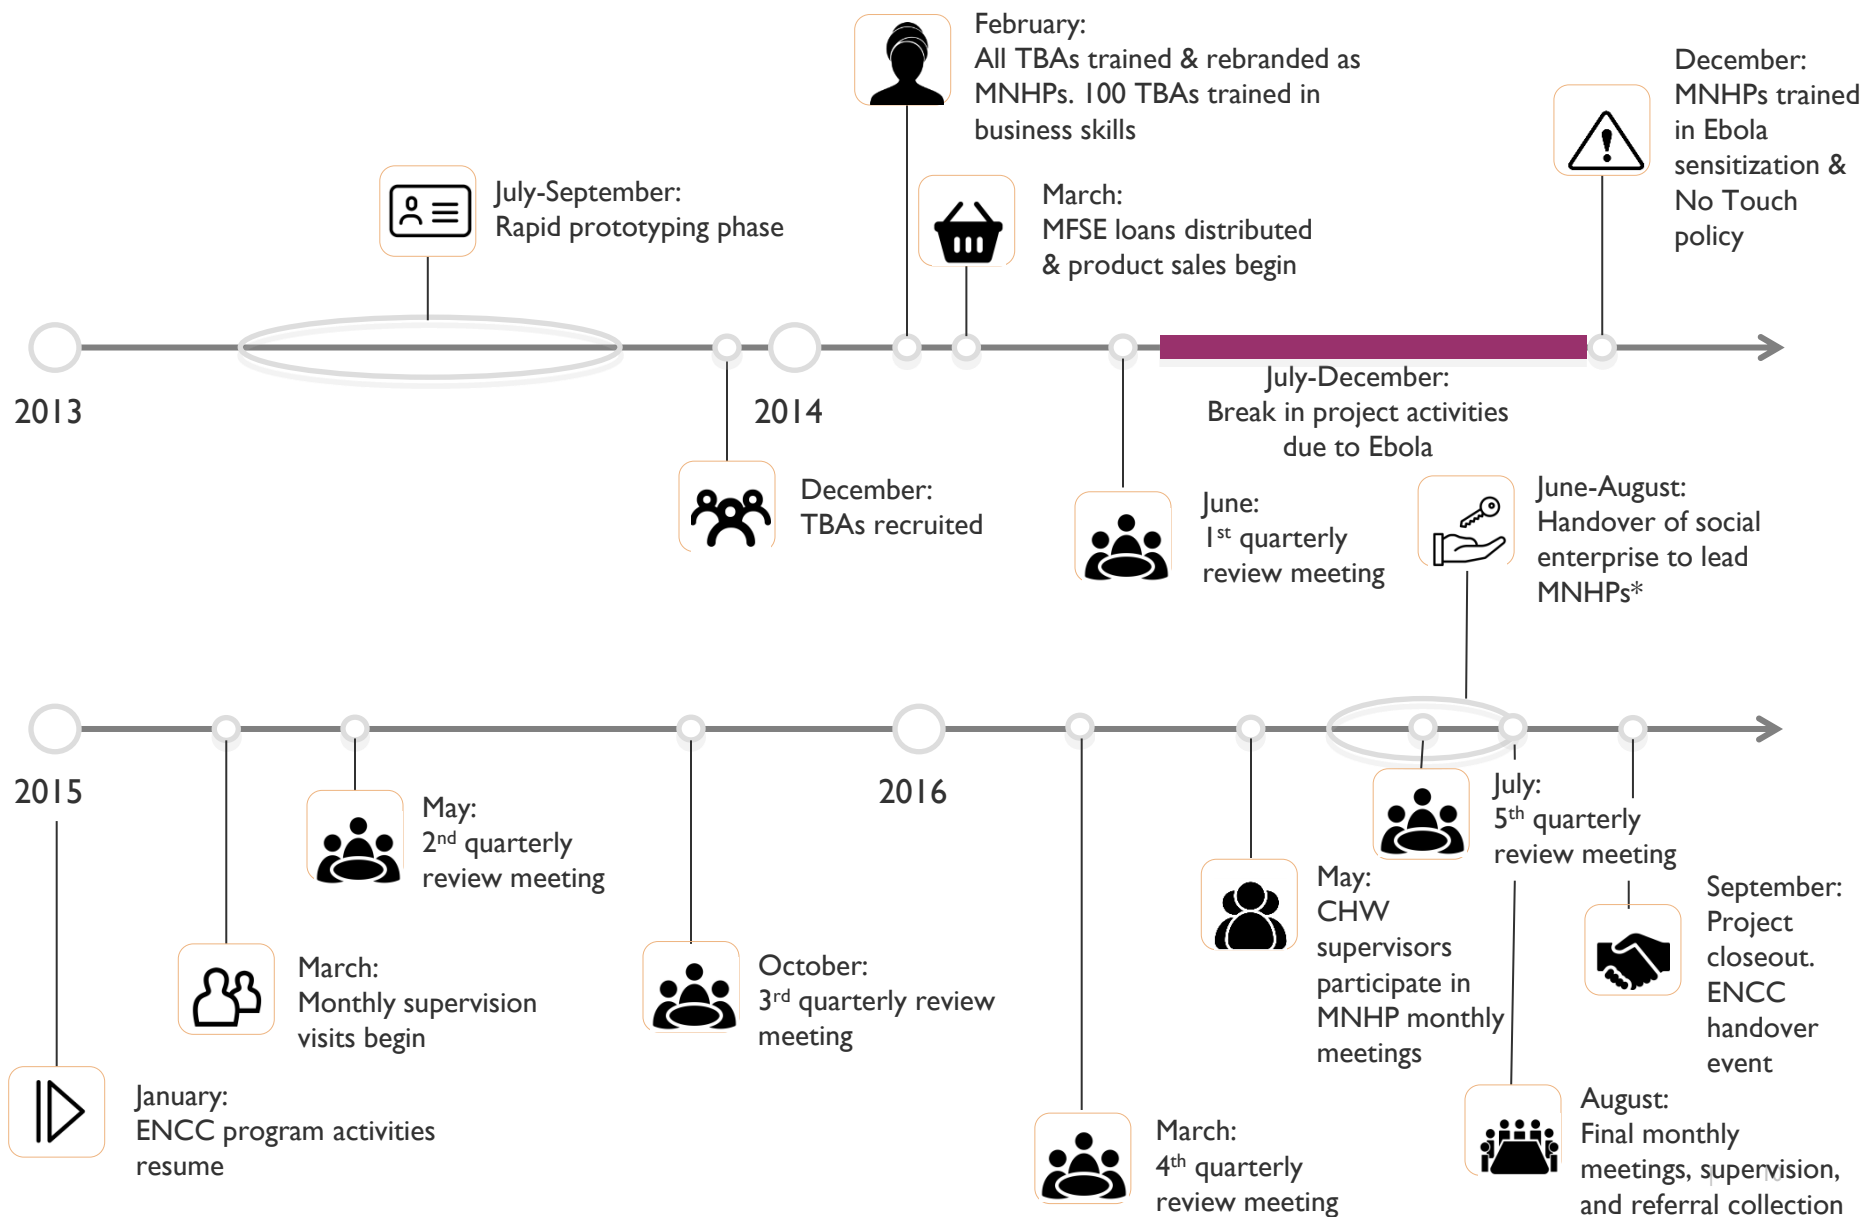 February:
All TBAs trained & rebranded as
MNHPs. 100 TBAs trained in
business skills
December:
MNHPs trained
in Ebola
sensitization &
No Touch
policy
July-September:
Rapid prototyping phase
March:
MFSE loans distributed
& product sales begin
2013
2014
July-December:
Break in project activities
due to Ebola
December:
TBAs recruited
June:
1st quarterly
review meeting
June-August:
Handover of social
enterprise to lead
MNHPs*
2015
2016
May:
2nd quarterly
review meeting
July:
5th quarterly
review meeting
March:
Monthly supervision
visits begin
October:
3rd quarterly review
meeting
May:
CHW
supervisors
participate in
MNHP monthly
meetings
September:
Project
closeout.
ENCC
handover
event
January:
ENCC program activities
resume
March:
4th quarterly
review meeting
August:
Final monthly
meetings, supervision,
and referral collection